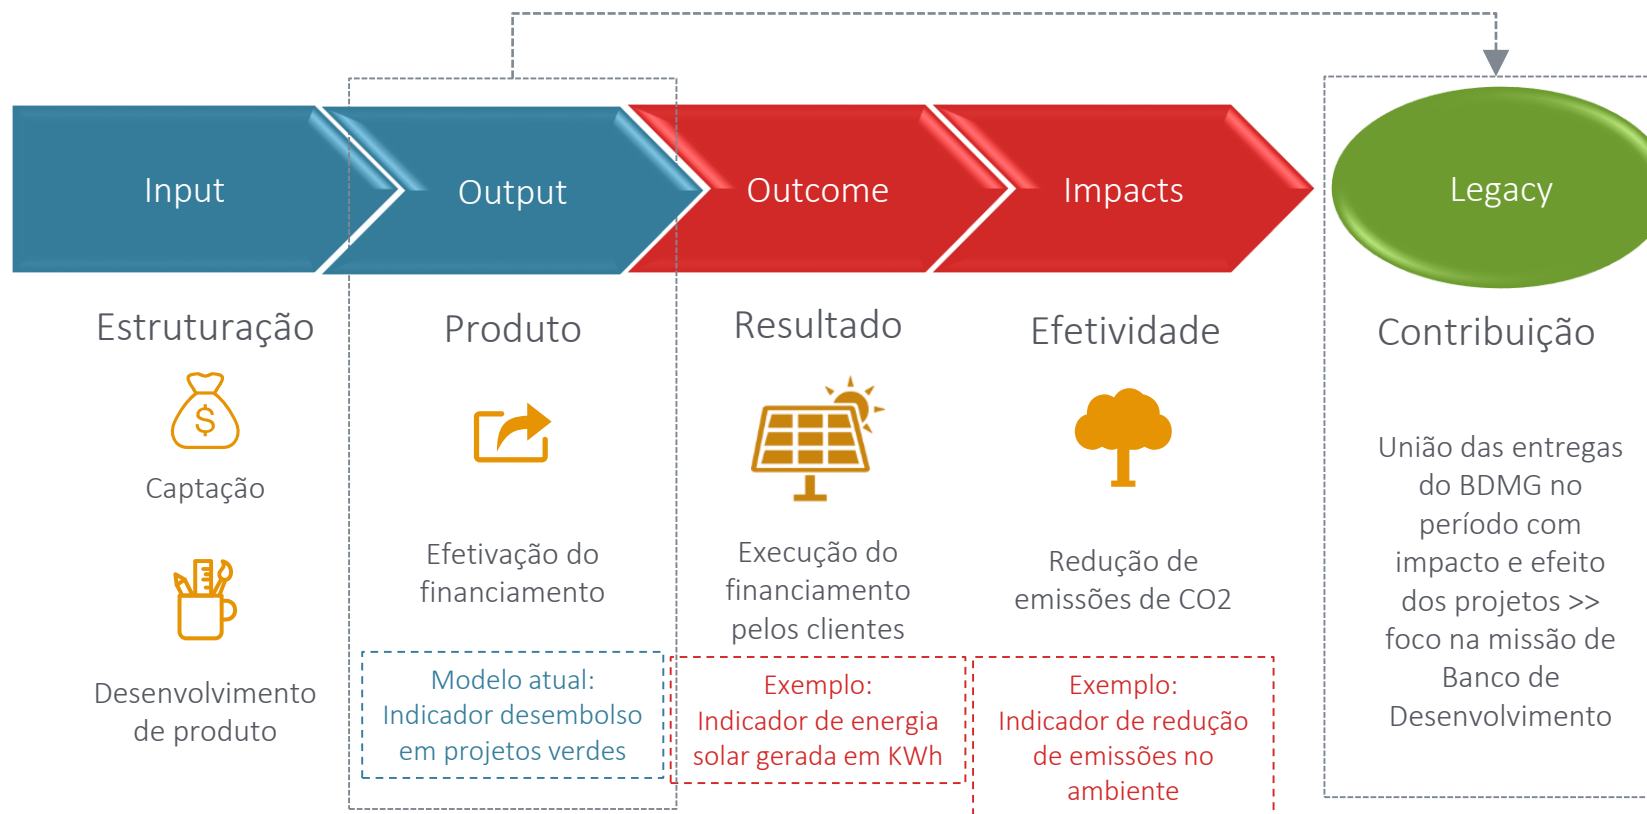 Input
Output
Outcome
Impacts
Legacy
Estruturação
Captação
Desenvolvimento
de produto
Produto
Efetivação do
financiamento
Modelo atual:
Indicador desembolso
em projetos verdes
Resultado
Execução do
financiamento
pelos clientes
Exemplo:
Indicador de energia
solar gerada em KWh
Efetividade
Redução de
emissões de CO2
Exemplo:
Indicador de redução
de emissões no
ambiente
Contribuição
União das entregas
do BDMG no
período com
impacto e efeito
dos projetos >>
foco na missão de
Banco de
Desenvolvimento